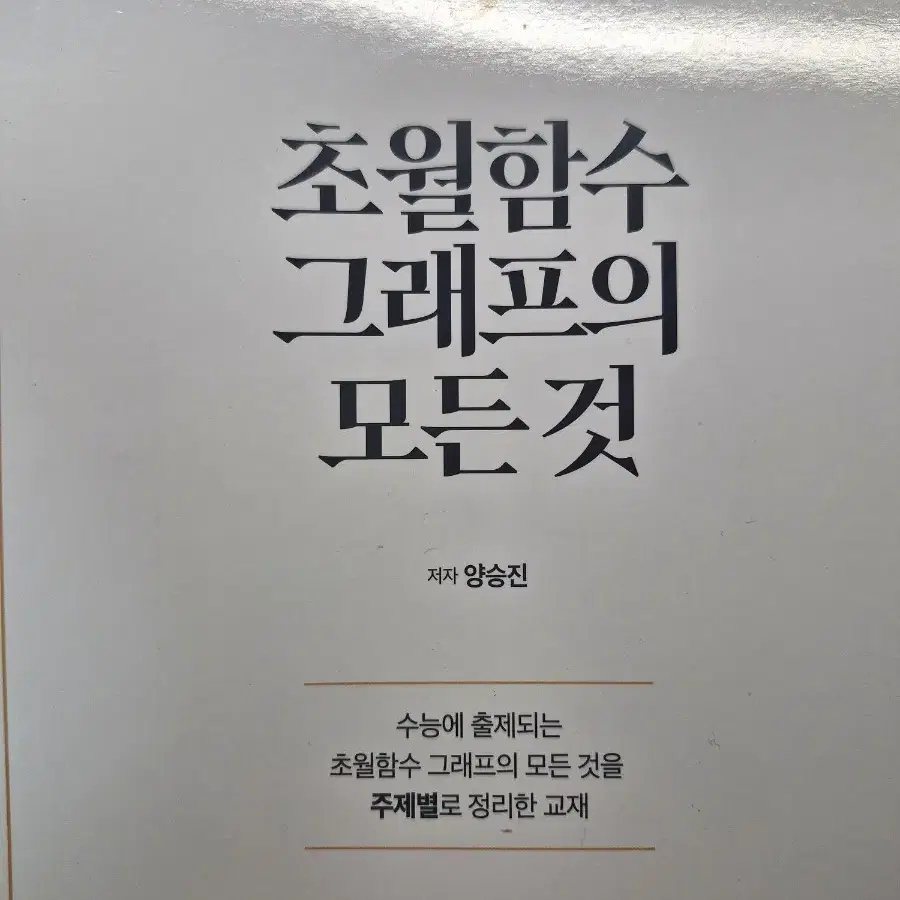 초월함수
그래프의
모든 것
저자 양승진
수능에 출제되는
초월함수 그래프의 모든 것을
주제별로 정리한 교재